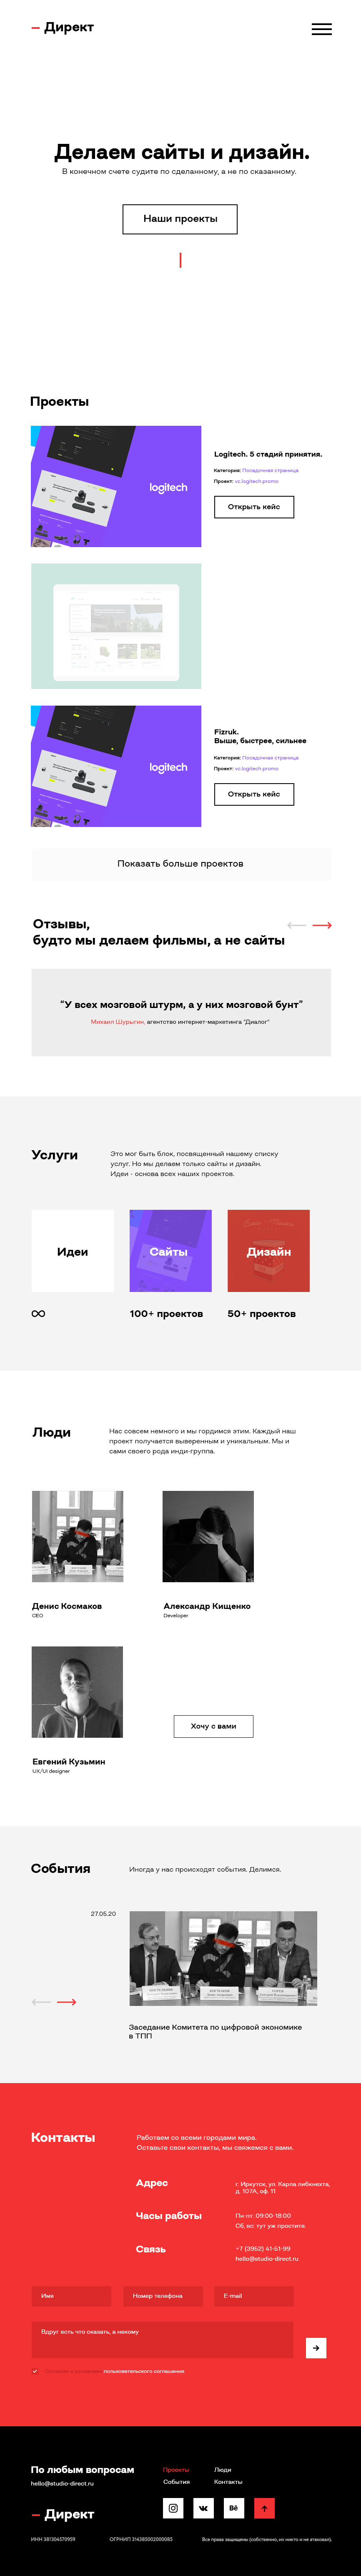 Директ
Делаем сайты и дизайн.
В конечном счете судите по сделанному, а не по сказанному.
Наши проекты
Проекты
logitech
Logitech. 5 стадий принятия.
Категория: Посадочная страница
Проект: vc.logitech.promo
Открыть кейс
logitech
Fizruk.
Выше, быстрее, сильнее
Категория: Посадочная страница
Проект: vc.logitech.promo
Открыть кейс
Показать больше проектов
Отзывы,
будто мы делаем фильмы, а не сайты
“У всех мозговой штурм, а у них мозговой бунт”
Михаил Шурыгин, агентство интернет-маркетинга "Диалог"
Услуги
Это мог быть блок, посвященный нашему списку
услуг. Но мы делаем только сайты и дизайн.
Идеи - основа всех наших проектов.
Идеи
Сайты
Дизайн
100+ проектов
50+ проектов
Люди
Нас совсем немного и мы гордимся этим. Каждый наш
проект получается выверенным и уникальным. Мы и
сами своего рода инди-группа.
Денис Космаков
CEO
Александр Кищенко
Developer
Евгений Кузьмин
UX/UI designer
Хочу с вами
События
Иногда у нас происходят события. Делимся.
27.05.20
Заседание Комитета по цифровой экономике
в ТПП
Контакты
Работаем со всеми городами мира.
Оставьте свои контакты, мы свяжемся с вами.
Адрес
г. Иркутск, ул. Карла либкнехта,
д. 107А, оф. 11
Часы работы
Пн-пт: 09:00-18:00
Сб, вс: тут уж простите.
Связь
+7 (3952) 41-51-99
hello@studio-direct.ru
Имя
Номер телефона
E-mail
Вдруг есть что сказать, а некому
пользовательского соглашения
По любым вопросам
hello@studio-direct.ru
Проекты
Люди
События
Контакты
Директ
Bē
ИНН 381304570959
ОГРНИП 314385002000085
Все права защищены (собственно, их никто и не атаковал).